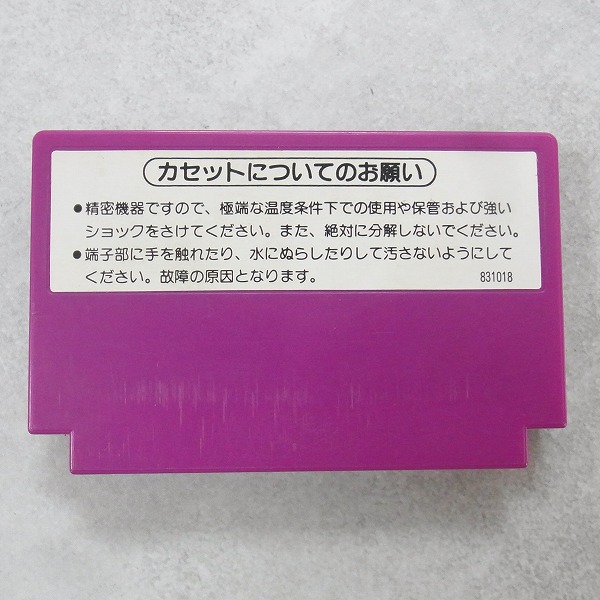 カセットについてのお願い
●精密機器ですので、極端な温度条件下での使用や保管および強い
ショックをさけてください。また、絶対に分解しないでください。
●端子部に手を触れたり、水にぬらしたりして汚さないようにして
ください。故障の原因となります。 831018